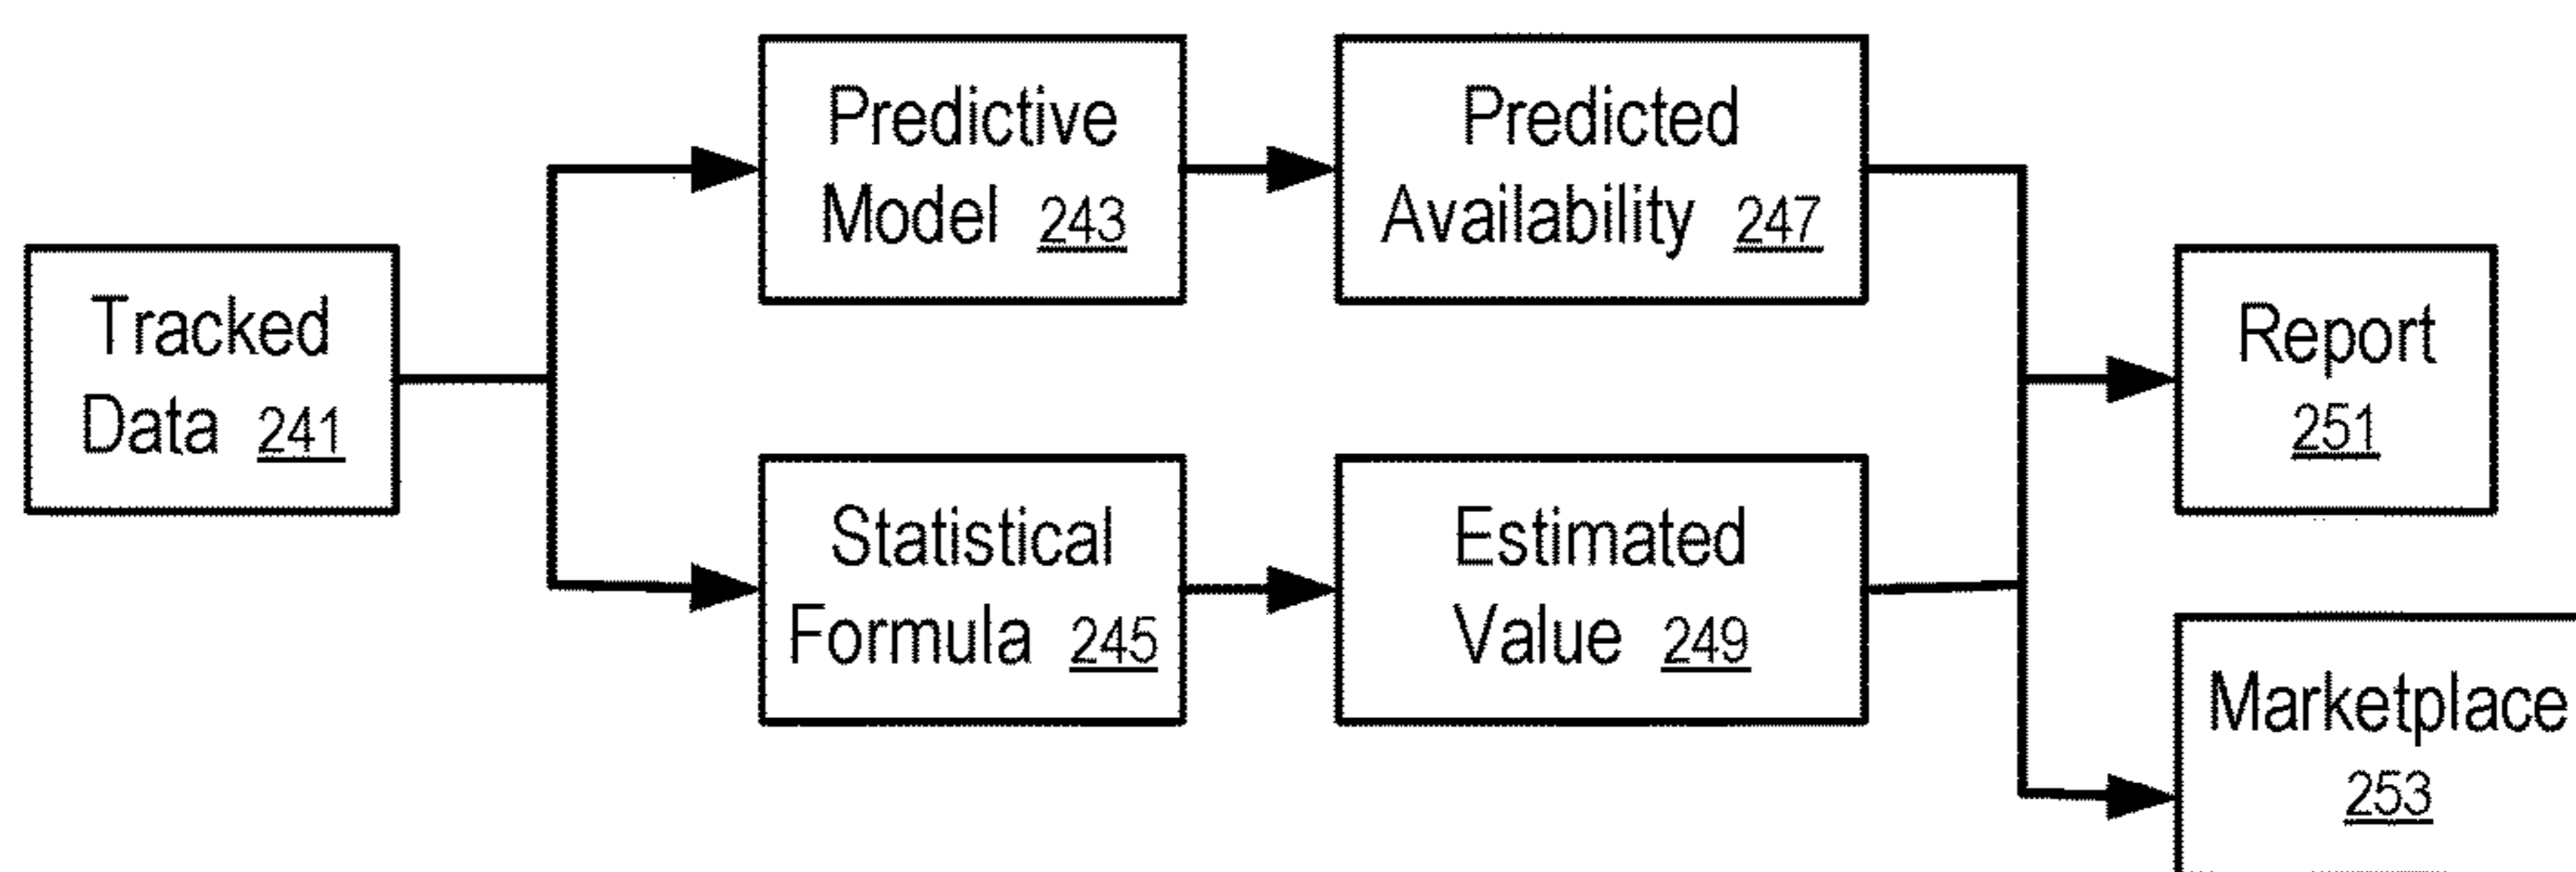 Predictive
Model 243
Predicted
Availability 247
Tracked
Data 241
Report
251
Statistical
Formula 245
Estimated
Value 249
Marketplace
253